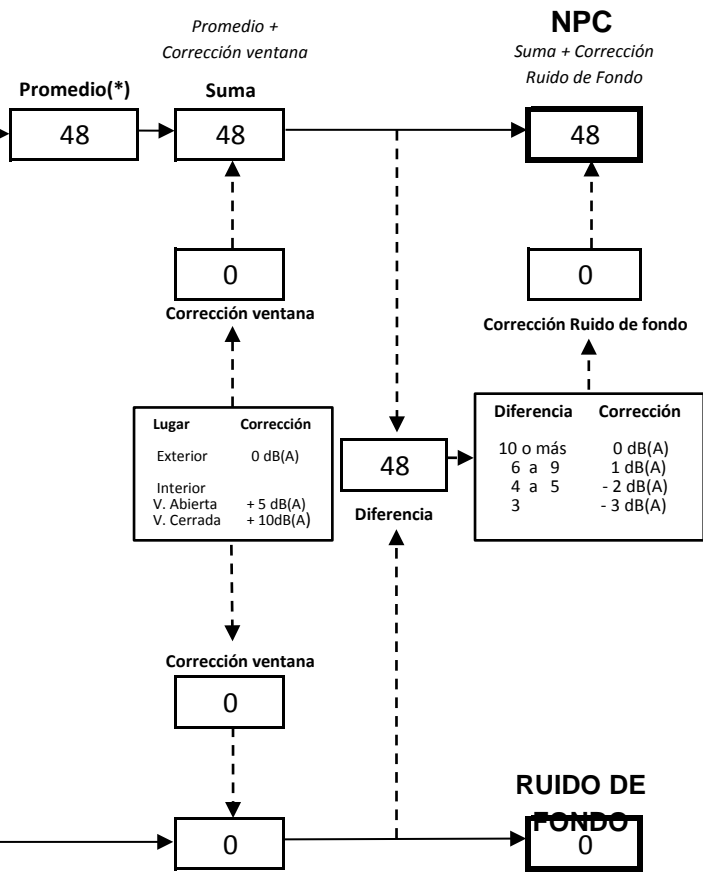 Promedio +
Corrección ventana
NPC
Suma + Corrección
Ruido de Fondo
Promedio(*)
Suma
48
48
48
0
0
Corrección ventana
Corrección Ruido de fondo
Lugar Corrección
Exterior 0 dB(A)
Interior
V. Abierta + 5 dB(A)
V. Cerrada + 10dB(A)
48
Diferencia
Diferencia Corrección
10 o más 0 dB(A)
6 a 9 1 dB(A)
4 a 5 - 2 dB(A)
3 - 3 dB(A)
Corrección ventana
0
RUIDO DE
FONDO
0
0